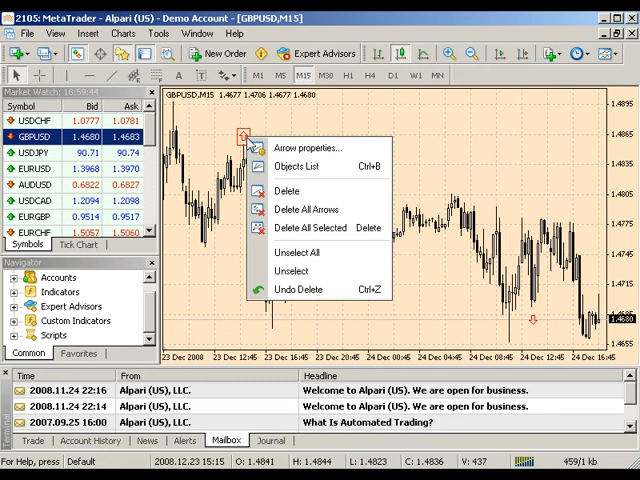 2105: MetaTrader - Alpari (US) - Demo Account - [GBPUSD,M15]
File View Insert Charts Tools Window Help
New Order Expert Advisors
A T M1 M5 M15 M30 H1 H4 D1 W1 MN
Market Watch: 18:59:44
Symbol Bid Ask
USDCHF 1.0777 1.0781
GBPUSD 1.4680 1.4683
USDJPY 90.71 90.74
EURUSD 1.3968 1.3970
AUDUSD 0.6822 0.6827
USDCAD 1.2094 1.2098
EURGBP 0.9514 0.9517
EURCHF 1.5057 1.5060
Symbols Tick Chart
Navigator
Accounts
Indicators
Expert Advisors
Custom Indicators
Scripts
Common Favorites
GBPUSD,M15 1.4677 1.4706 1.4677 1.4680
Arrow properties...
Objects List Ctrl+B
Delete
Delete All Arrows
Delete All Selected Delete
Unselect All
Unselect
Undo Delete Ctrl+Z
1.4895
1.4865
1.4835
1.4805
1.4775
1.4745
1.4715
1.4680
1.4655
23 Dec 2008 23 Dec 12:45 23 Dec 16:45 23 Dec 20:45 24 Dec 00:45 24 Dec 04:45 24 Dec 08:45 24 Dec 12:45 24 Dec 16:45
Time From Headline
2008.11.24 22:16 Alpari (US), LLC. Welcome to Alpari (US). We are open for business.
2008.11.24 22:14 Alpari (US), LLC. Welcome to Alpari (US). We are open for business.
2007.09.25 16:00 Alpari (US), LLC. What Is Automated Trading?
Terminal
Trade Account History News Alerts Mailbox Journal
For Help, press Default 2008.12.23 15:15 O: 1.4841 H: 1.4844 L: 1.4823 C: 1.4836 V: 437 459/1 kb